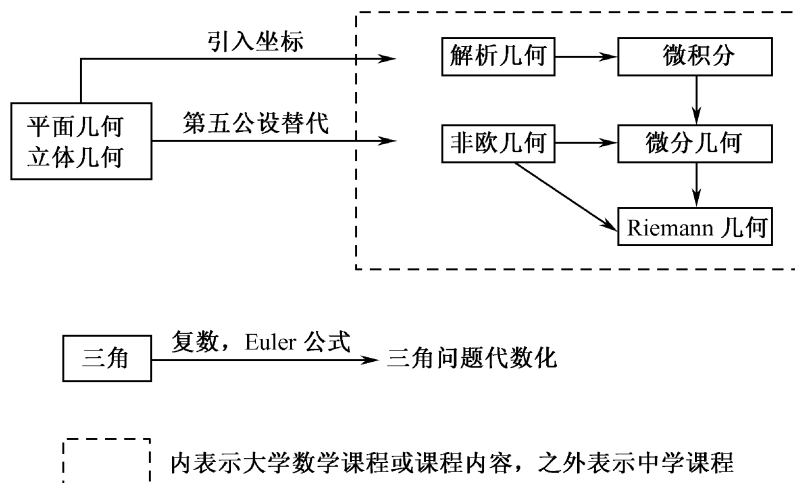 引入坐标
解析几何
微积分
平面几何
立体几何
第五公设替代
非欧几何
微分几何
Riemann 几何
三角
复数，Euler 公式
三角问题代数化
内表示大学数学课程或课程内容，之外表示中学课程